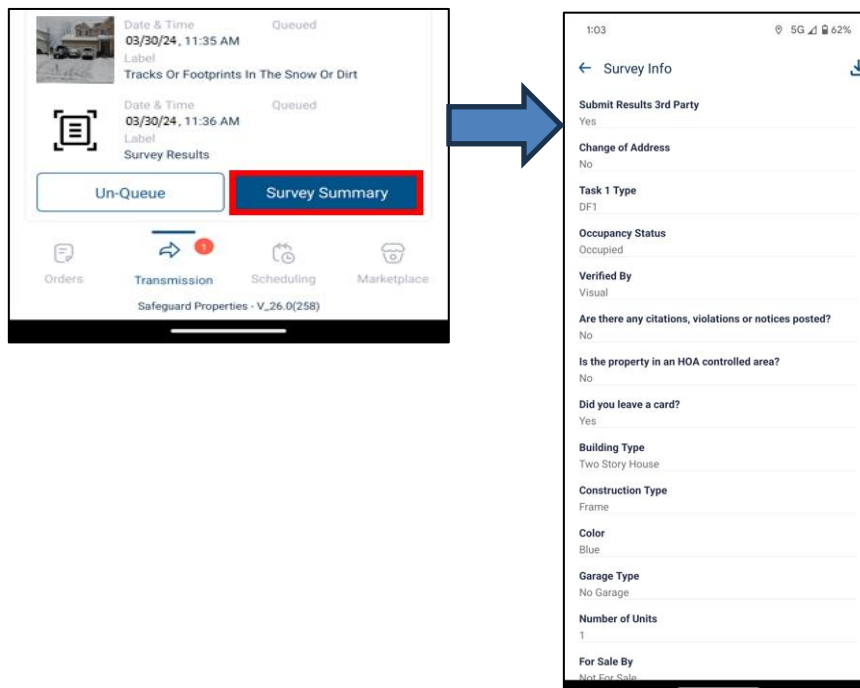 Date & Time Queued
03/30/24, 11:35 AM
Label
Tracks Or Footprints In The Snow Or Dirt
Date & Time Queued
03/30/24, 11:36 AM
Label
Survey Results
Un-Queue Survey Summary
1
Orders Transmission Scheduling Marketplace
Safeguard Properties - V_26.0(258)
1:03 5G 62%
Survey Info
Submit Results 3rd Party
Yes
Change of Address
No
Task 1 Type
DF1
Occupancy Status
Occupied
Verified By
Visual
Are there any citations, violations or notices posted?
No
Is the property in an HOA controlled area?
No
Did you leave a card?
Yes
Building Type
Two Story House
Construction Type
Frame
Color
Blue
Garage Type
No Garage
Number of Units
1
For Sale By
Not For Sale